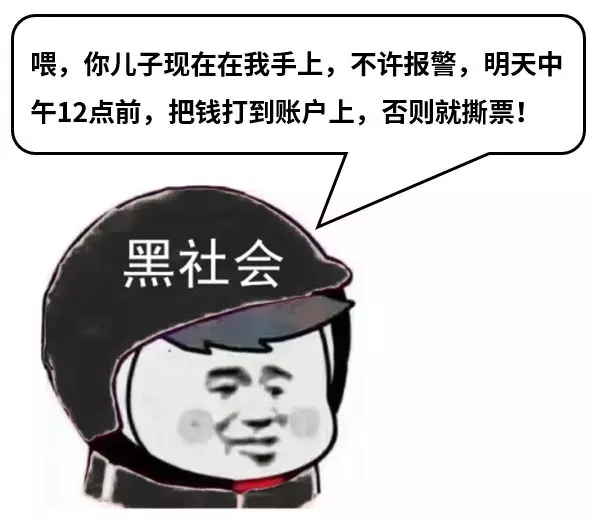 喂，你儿子现在在我手上，不许报警，明天中
午12点前，把钱打到账户上，否则就撕票！
黑社会